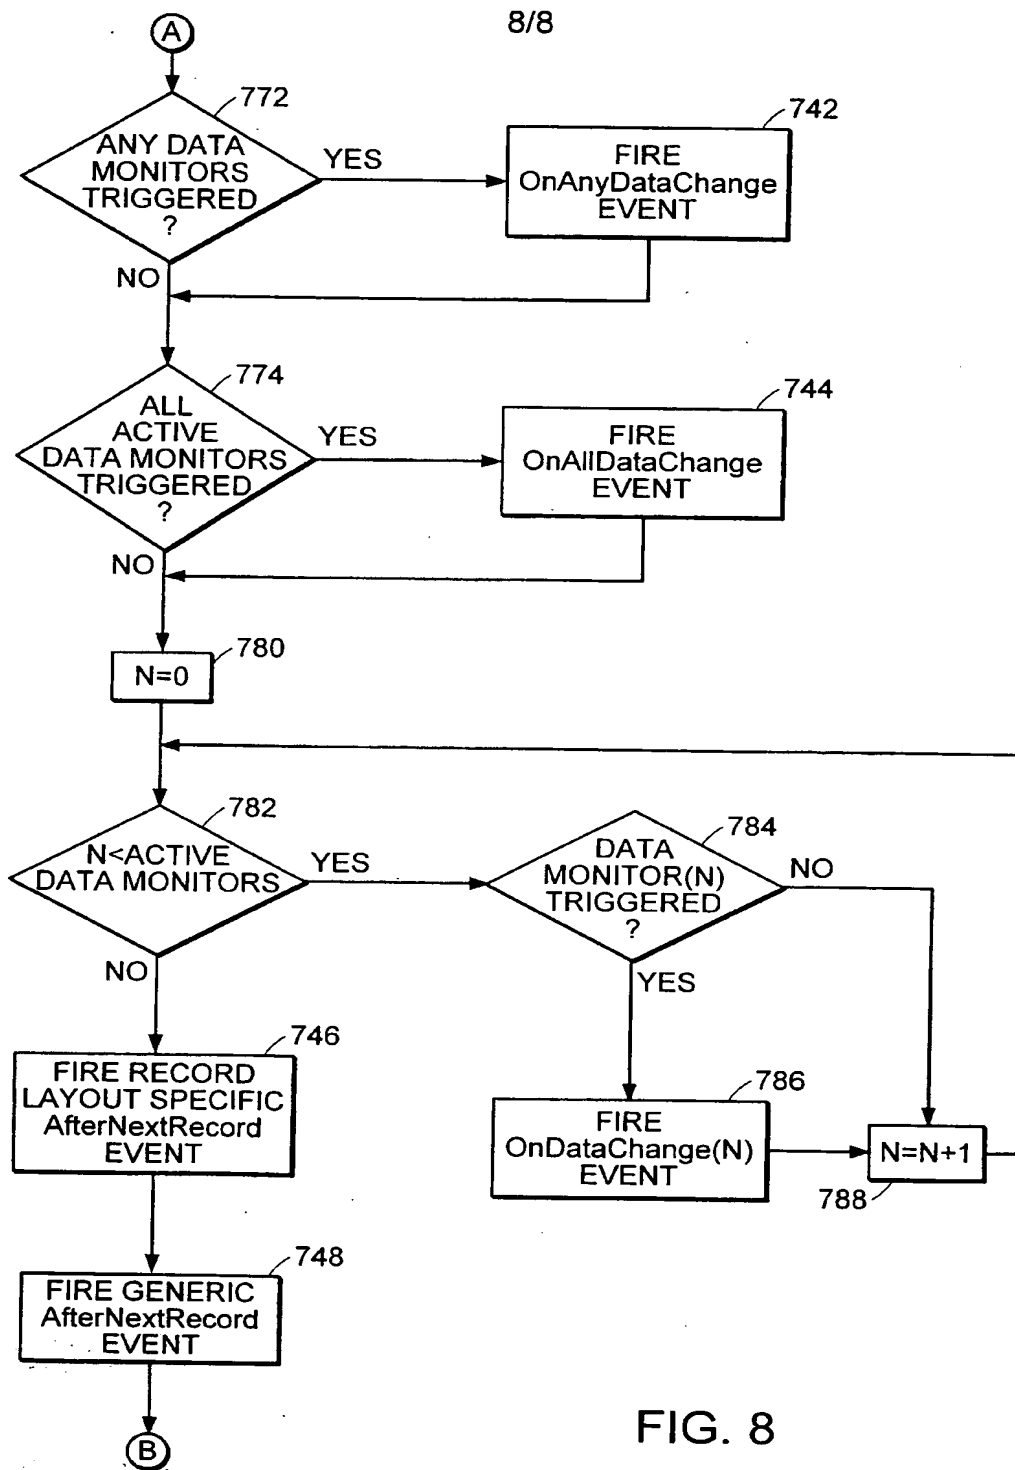 8/8
A
772
ANY DATA
MONITORS
TRIGGERED
?
YES
742
FIRE
OnAnyDataChange
EVENT
NO
774
ALL
ACTIVE
DATA MONITORS
TRIGGERED
?
YES
744
FIRE
OnAllDataChange
EVENT
NO
780
N=0
782
N<ACTIVE
DATA MONITORS
YES
784
DATA
MONITOR(N)
TRIGGERED
?
NO
NO
YES
746
FIRE RECORD
LAYOUT SPECIFIC
AfterNextRecord
EVENT
786
FIRE
OnDataChange(N)
EVENT
N=N+1
788
748
FIRE GENERIC
AfterNextRecord
EVENT
B
FIG. 8